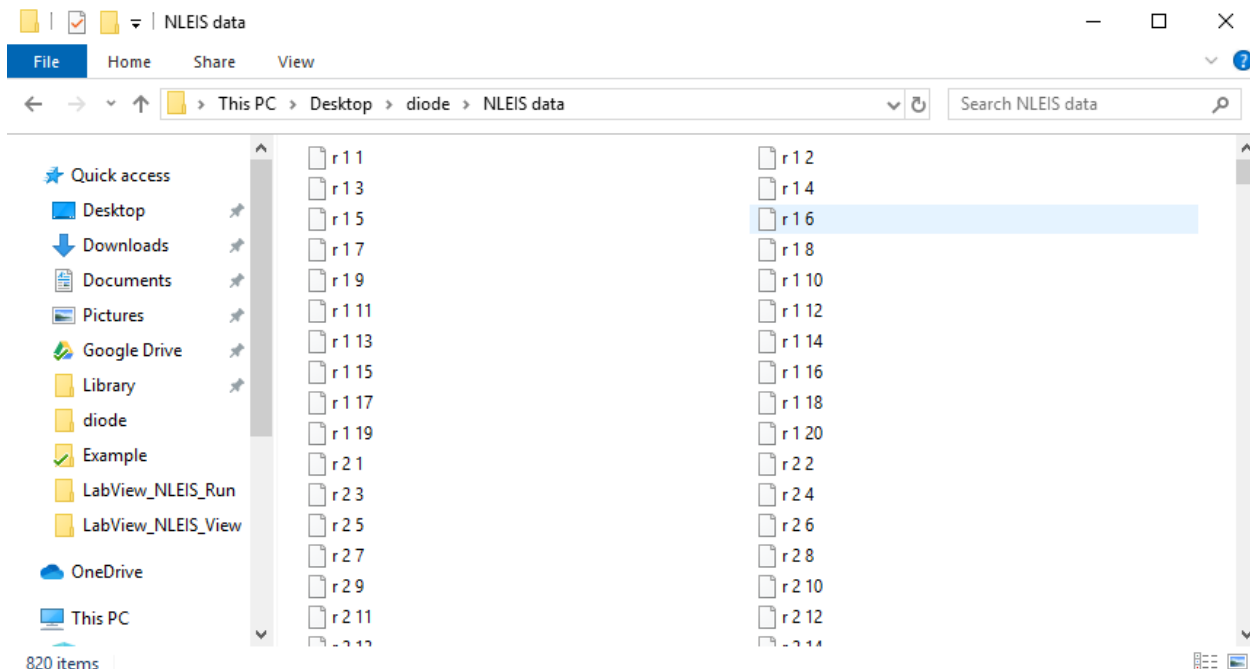 NLEIS data
File Home Share View
This PC > Desktop > diode > NLEIS data Search NLEIS data
Quick access
Desktop
Downloads
Documents
Pictures
Google Drive
Library
diode
Example
LabView_NLEIS_Run
LabView_NLEIS_View
OneDrive
This PC
r 1 1 r 1 2
r 1 3 r 1 4
r 1 5 r 1 6
r 1 7 r 1 8
r 1 9 r 1 10
r 1 11 r 1 12
r 1 13 r 1 14
r 1 15 r 1 16
r 1 17 r 1 18
r 1 19 r 1 20
r 2 1 r 2 2
r 2 3 r 2 4
r 2 5 r 2 6
r 2 7 r 2 8
r 2 9 r 2 10
r 2 11 r 2 12
820 items